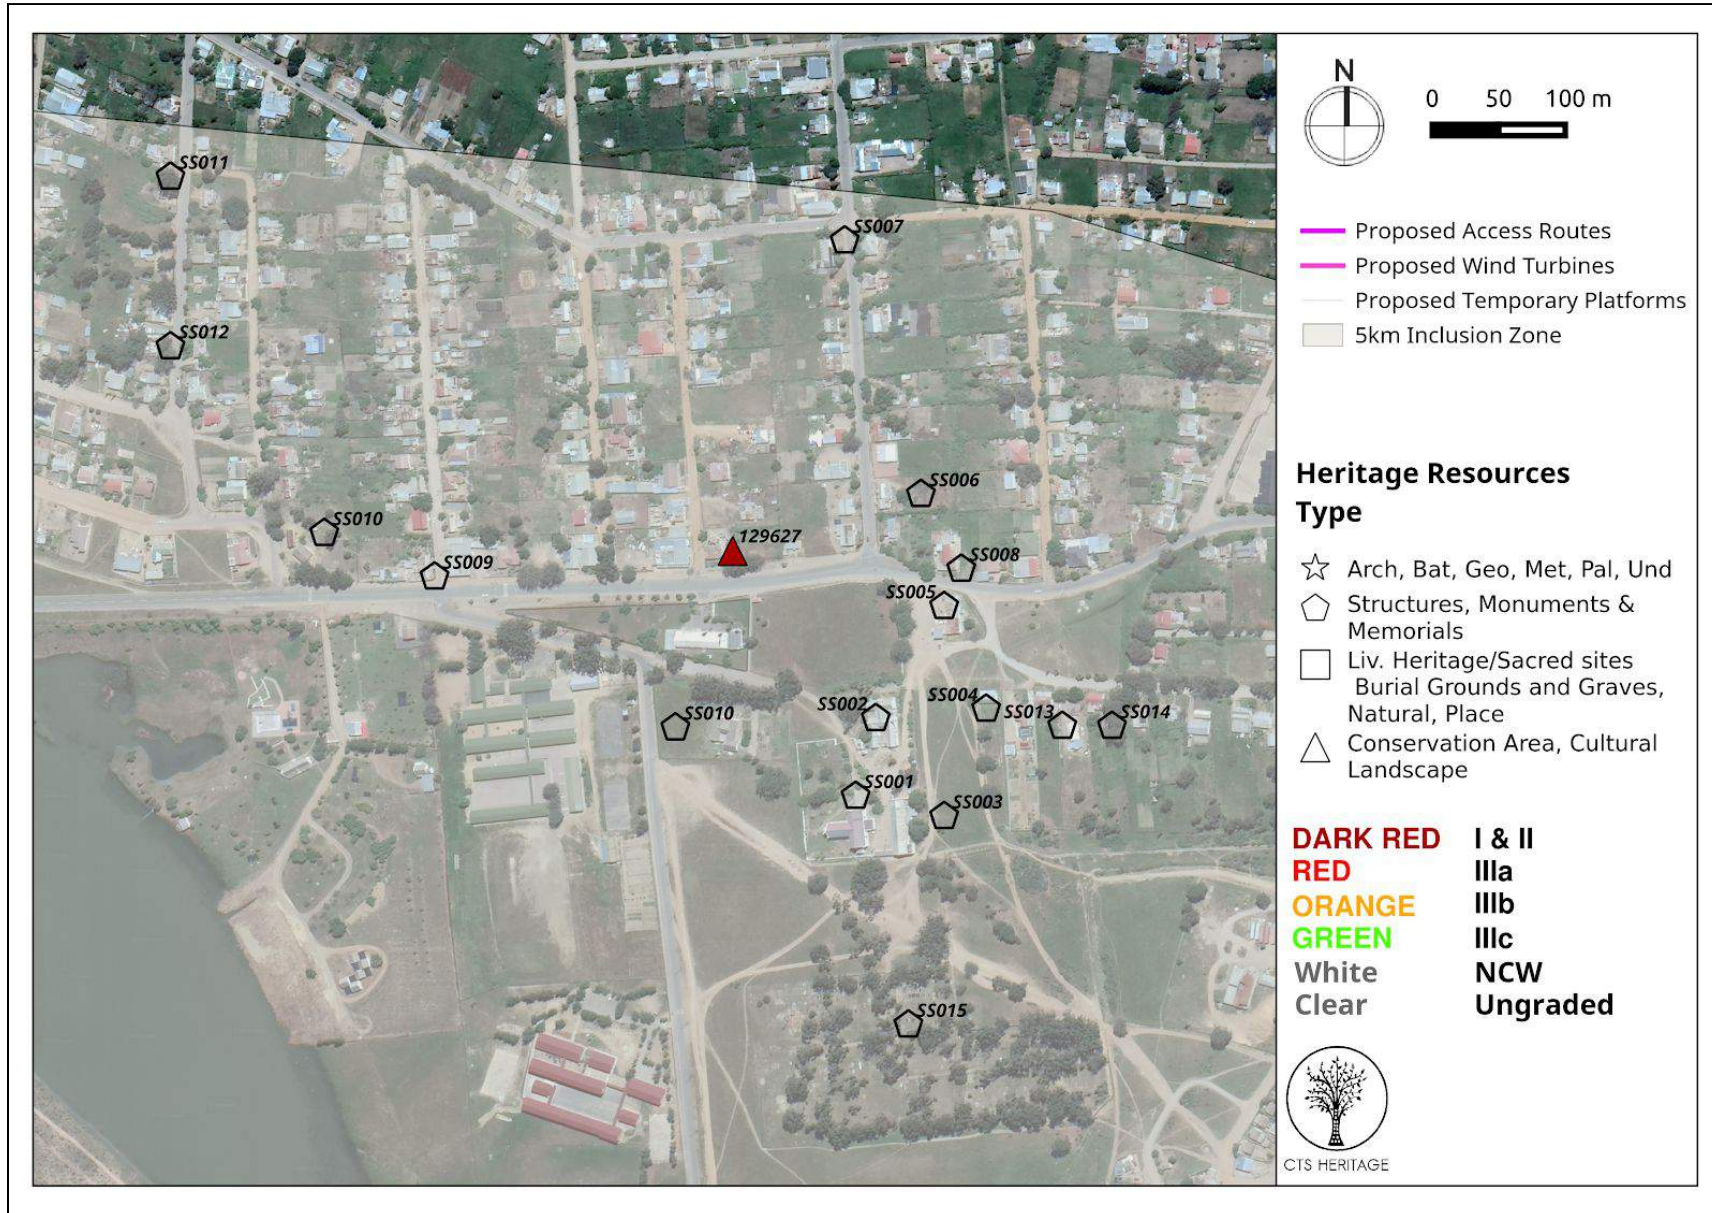 SS011
SS007
SS012
SS006
SS010
129627
SS009
SS008
SS005
SS002
SS004
SS010
SS013
SS014
SS001
SS003
SS015
N
0 50 100 m
Proposed Access Routes
Proposed Wind Turbines
Proposed Temporary Platforms
5km Inclusion Zone
Heritage Resources
Type
Arch, Bat, Geo, Met, Pal, Und
Structures, Monuments &
Memorials
Liv. Heritage/Sacred sites
Burial Grounds and Graves,
Natural, Place
Conservation Area, Cultural
Landscape
DARK RED I & II
RED IIIa
ORANGE IIIb
GREEN IIIc
White NCW
Clear Ungraded
CTS HERITAGE